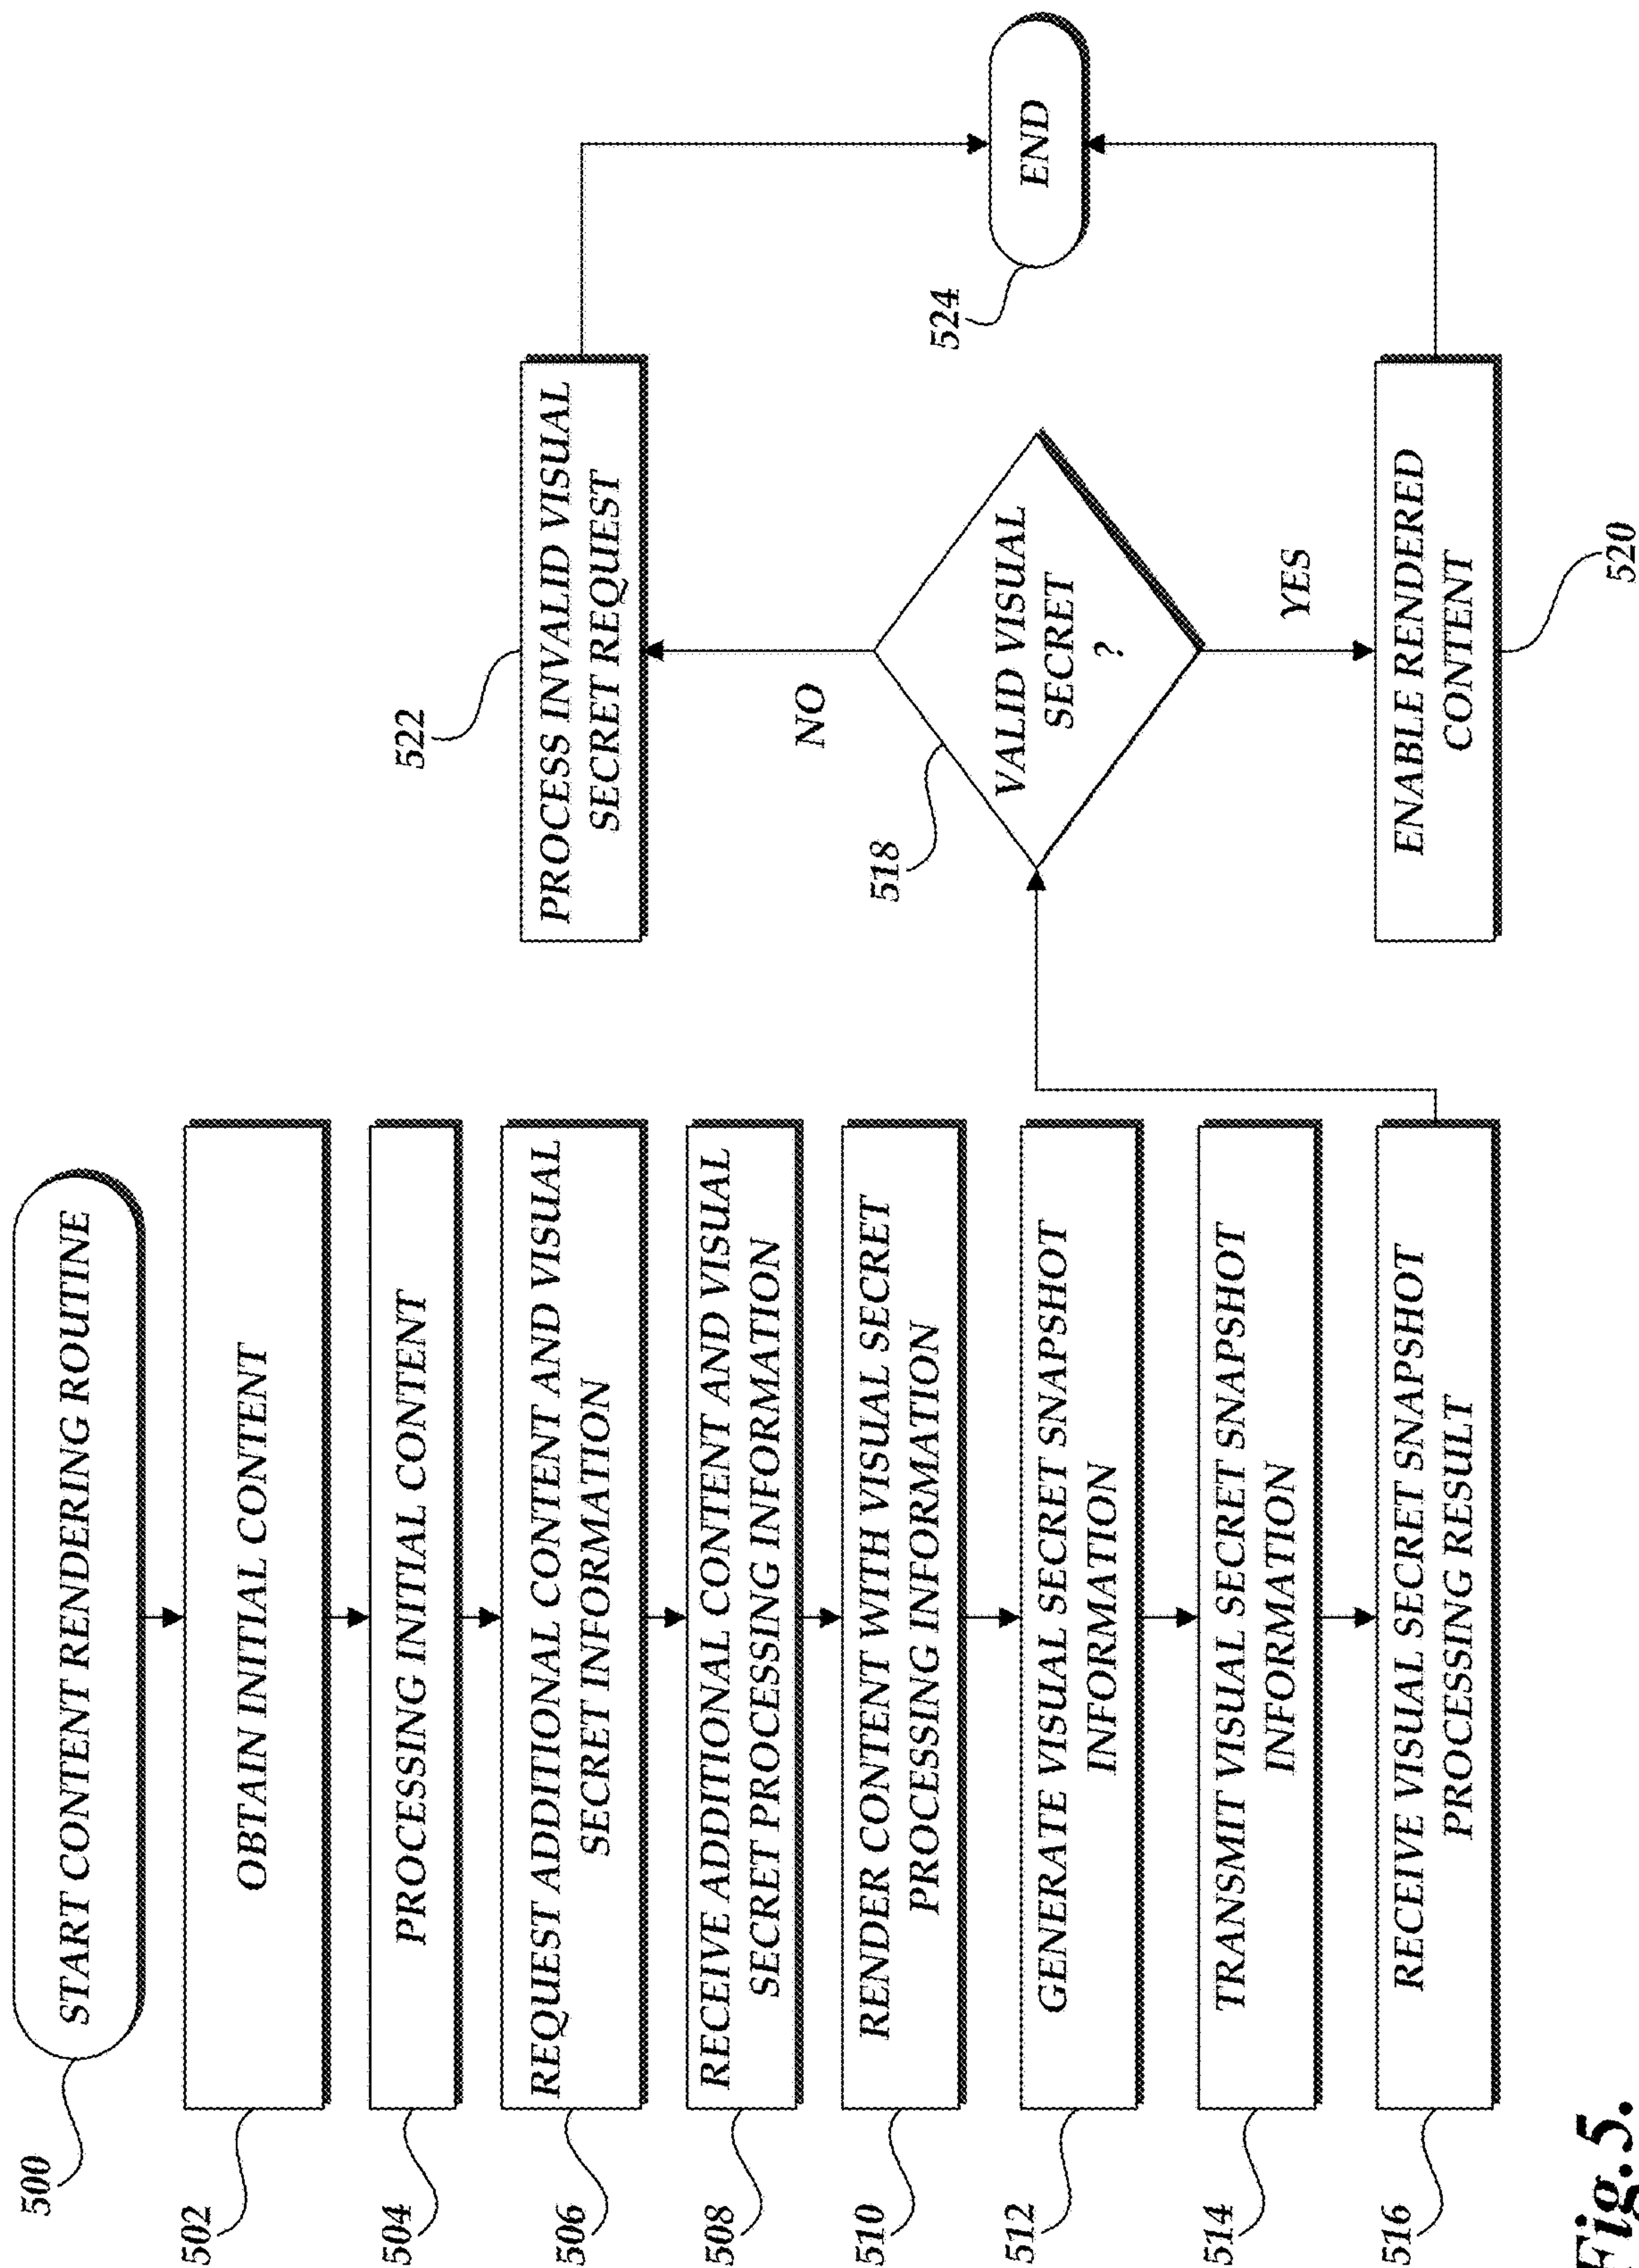 500
START CONTENT RENDERING ROUTINE
502
OBTAIN INITIAL CONTENT
504
PROCESSING INITIAL CONTENT
506
REQUEST ADDITIONAL CONTENT AND VISUAL
SECRET INFORMATION
508
RECEIVE ADDITIONAL CONTENT AND VISUAL
SECRET PROCESSING INFORMATION
510
RENDER CONTENT WITH VISUAL SECRET
PROCESSING INFORMATION
512
GENERATE VISUAL SECRET SNAPSHOT
INFORMATION
514
TRANSMIT VISUAL SECRET SNAPSHOT
INFORMATION
516
RECEIVE VISUAL SECRET SNAPSHOT
PROCESSING RESULT
518
VALID VISUAL
SECRET
?
NO
522
PROCESS INVALID VISUAL
SECRET REQUEST
YES
ENABLE RENDERED
CONTENT
520
524
END
Fig.5.